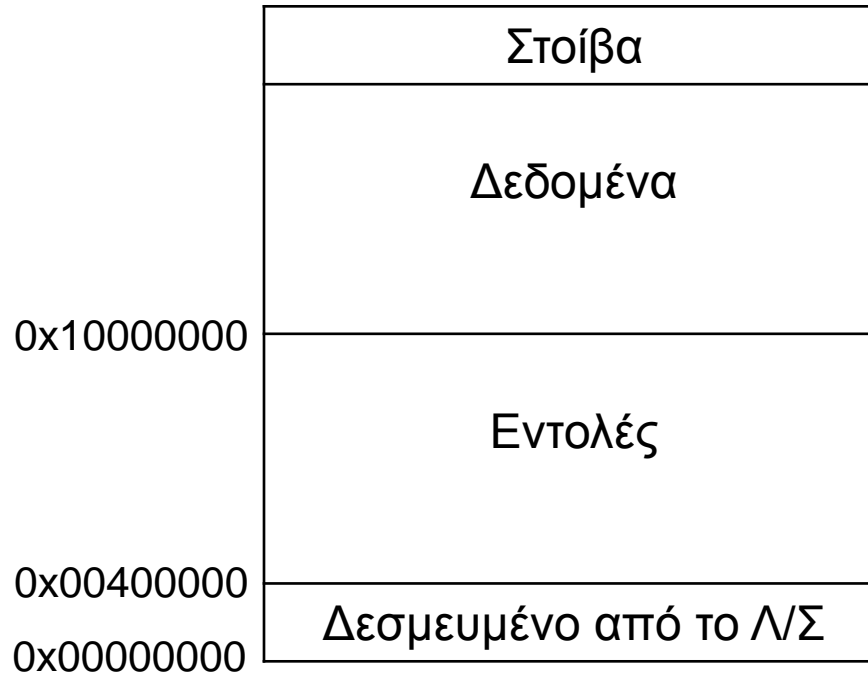 Στοίβα
Δεδομένα
0x10000000
Εντολές
0x00400000
Δεσμευμένο από το Λ/Σ
0x00000000